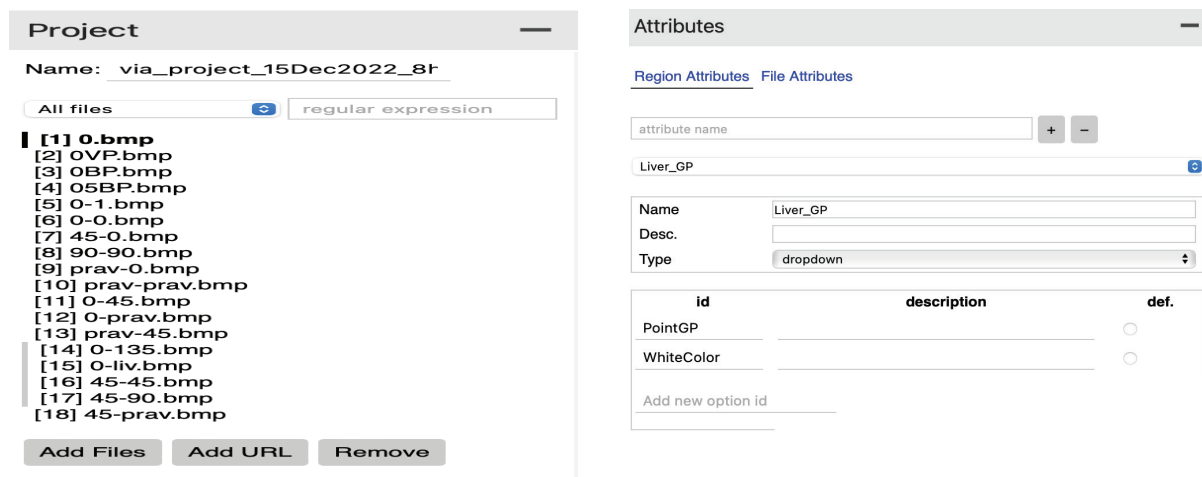 Project
Name: via_project_15Dec2022_8h
All files
regular expression
[1] 0.bmp
[2] 0VP.bmp
[3] 0BP.bmp
[4] 05BP.bmp
[5] 0-1.bmp
[6] 0-0.bmp
[7] 45-0.bmp
[8] 90-90.bmp
[9] prav-0.bmp
[10] prav-prav.bmp
[11] 0-45.bmp
[12] 0-prav.bmp
[13] prav-45.bmp
[14] 0-135.bmp
[15] 0-liv.bmp
[16] 45-45.bmp
[17] 45-90.bmp
[18] 45-prav.bmp
Add Files Add URL Remove
Attributes
Region Attributes File Attributes
attribute name + −
Liver_GP
Name Liver_GP
Desc.
Type dropdown
id description def.
PointGP
WhiteColor
Add new option id